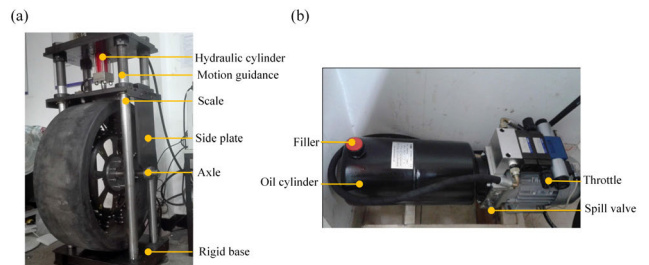 (a)
Hydraulic cylinder
Motion guidance
Scale
Side plate
Axle
Rigid base
(b)
Filler
Oil cylinder
Throttle
Spill valve